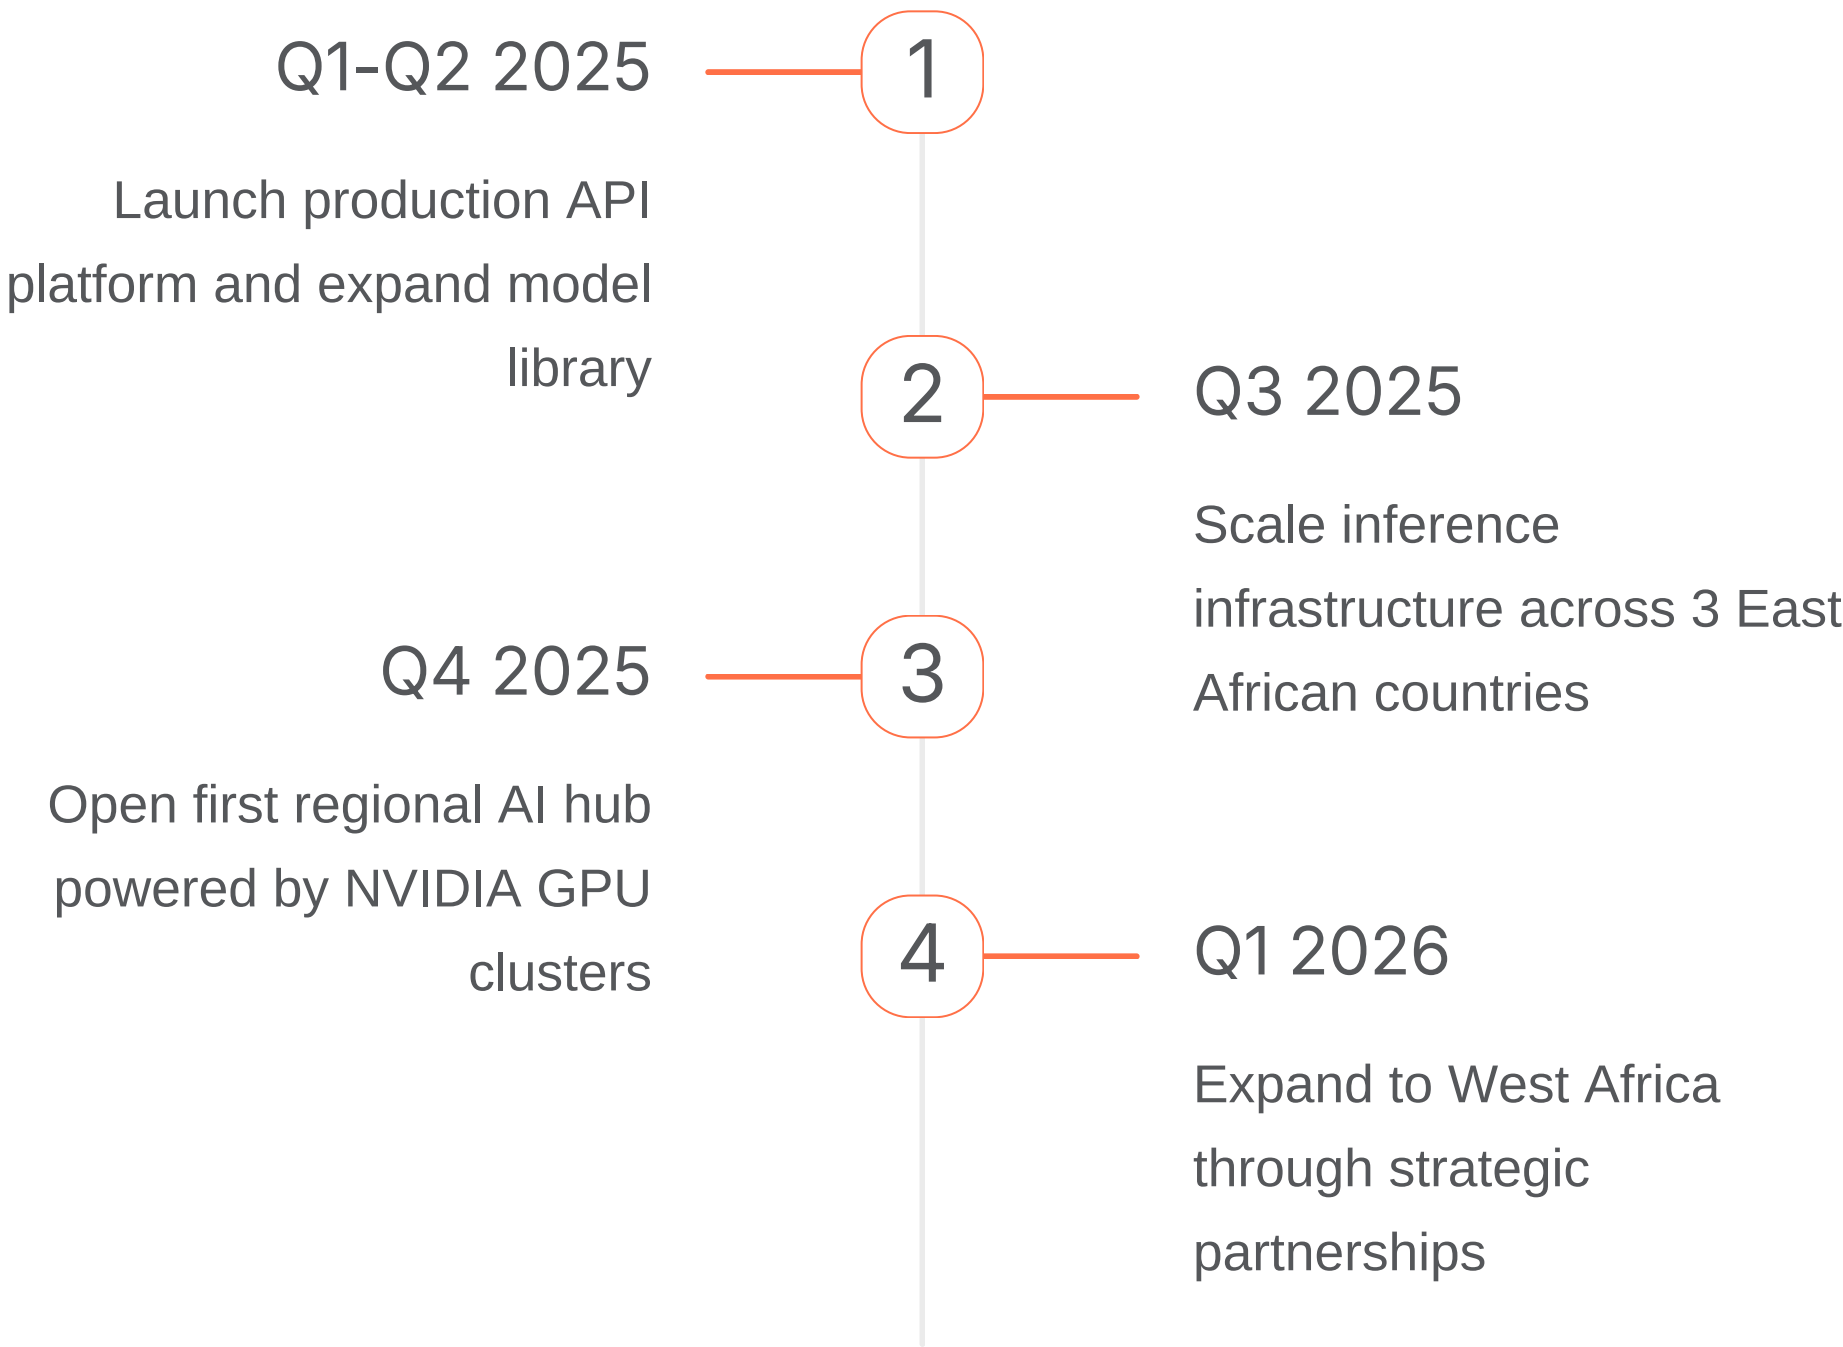 1
Q1-Q2 2025
Launch production API
platform and expand model
library
2
Q3 2025
Scale inference
infrastructure across 3 East
African countries
3
Q4 2025
Open first regional AI hub
powered by NVIDIA GPU
clusters
4
Q1 2026
Expand to West Africa
through strategic
partnerships